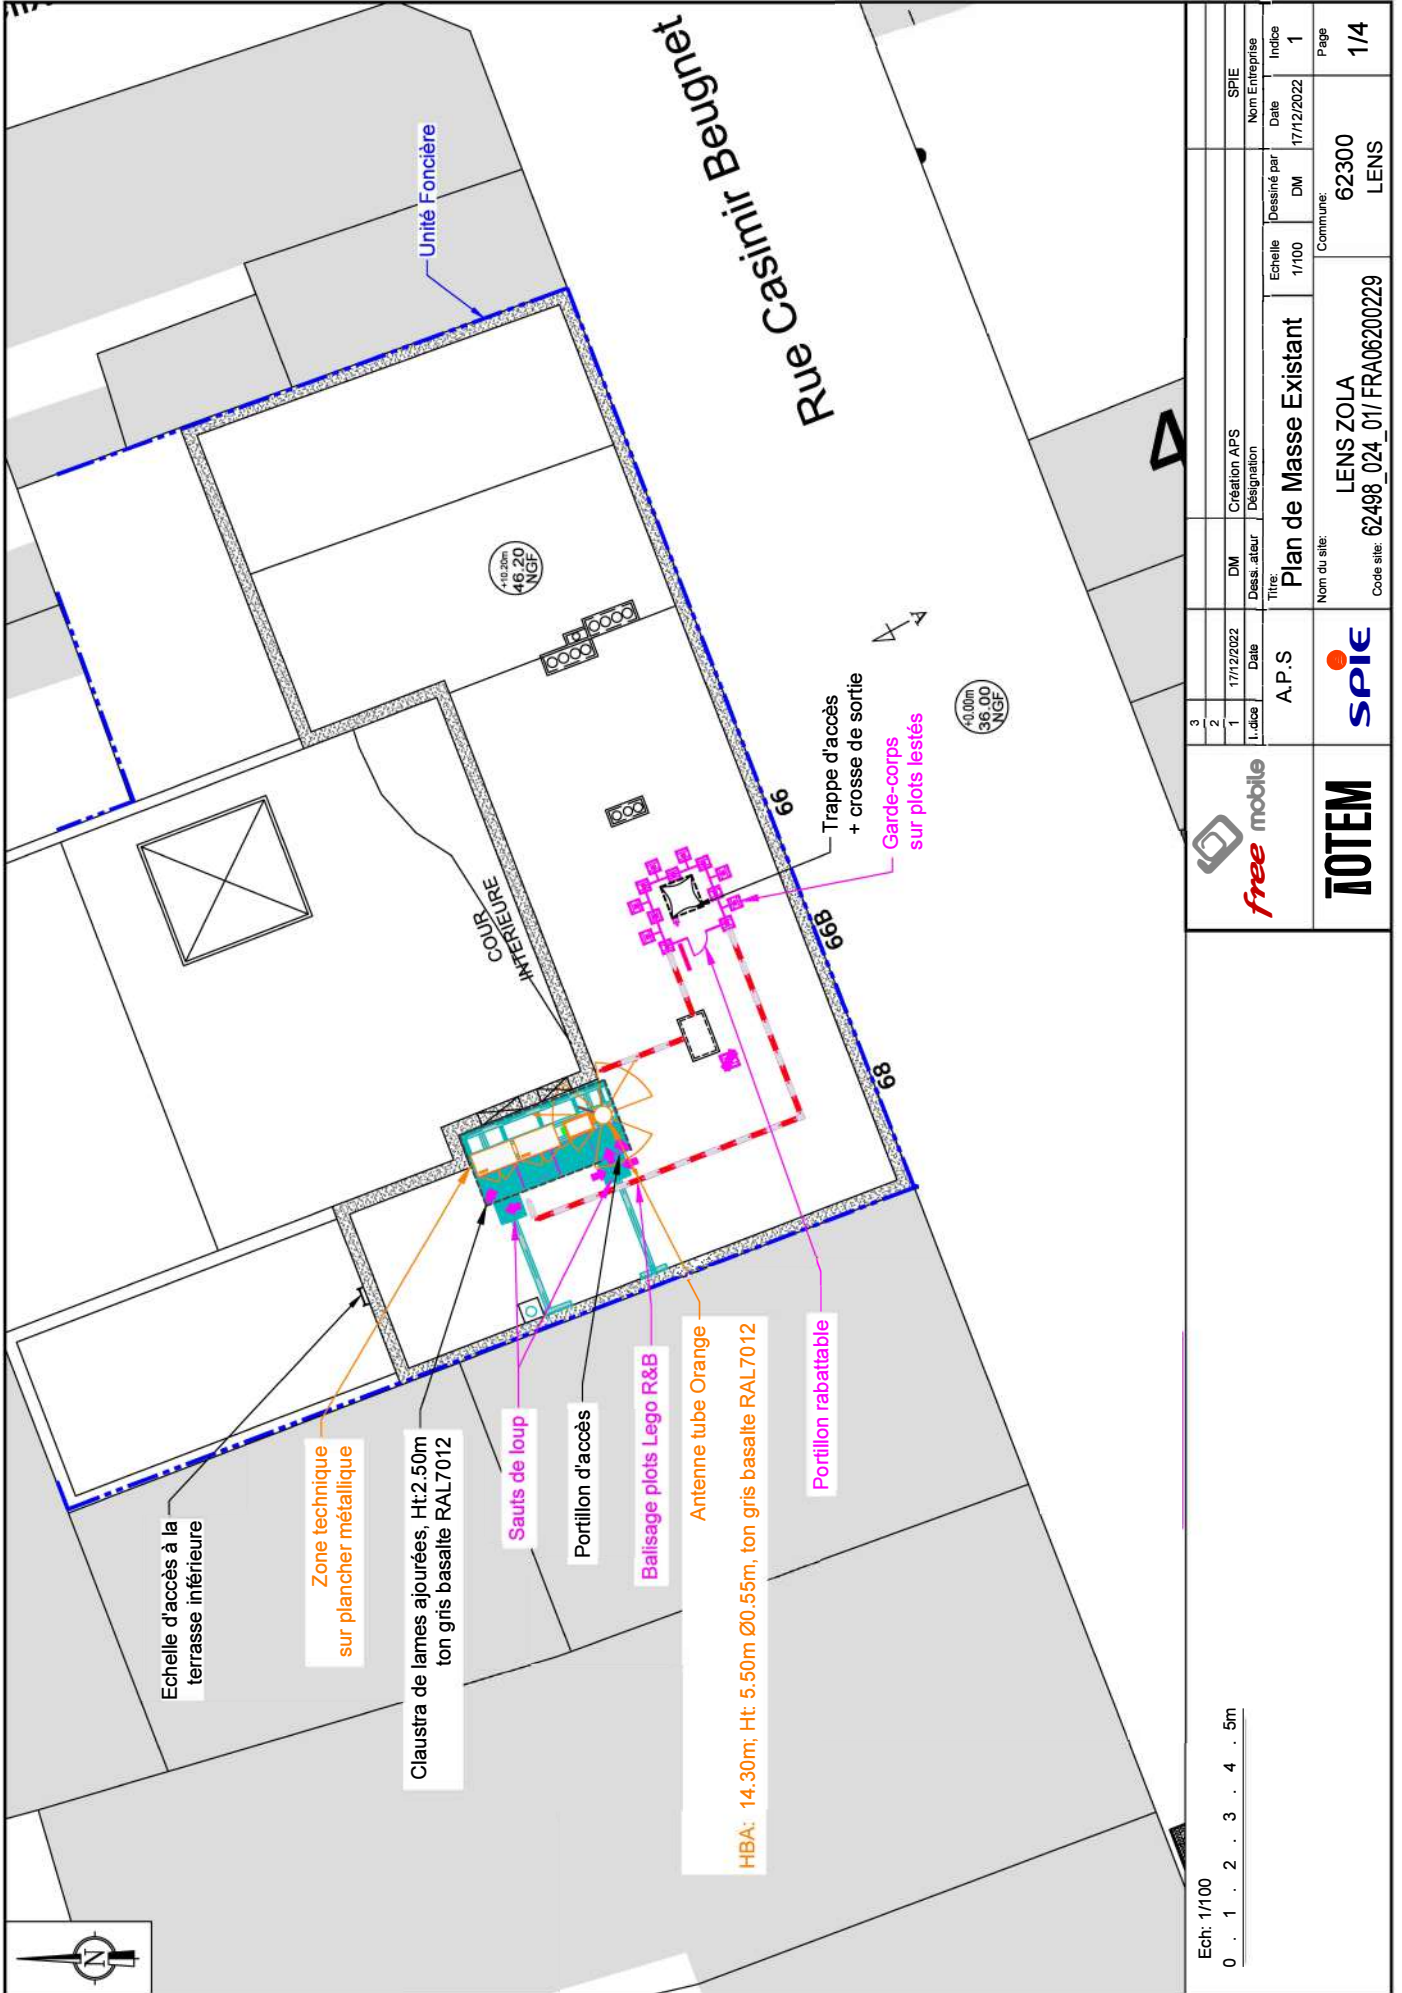 N
Echelle d'accès à la
terrasse inférieure
Zone technique
sur plancher métallique
Claustra de lames ajourées, Ht:2.50m
ton gris basalte RAL7012
Sauts de loup
Portillon d'accès
Balisage plots Lego R&B
Antenne tube Orange
HBA: 14.30m; Ht: 5.50m Ø0.55m, ton gris basalte RAL7012
Portillon rabattable
COUR
INTERIEURE
+10.20m
46.20
NGF
Unité Foncière
Rue Casimir Beugnet
Trappe d'accès
+ crosse de sortie
Garde-corps
sur plots lestés
+0.00m
36.00
NGF
A
68
66B
66
4
Ech: 1/100
0 . 1 . 2 . 3 . 4 . 5m
free mobile
TOTEM
3
2
1 17/12/2022 DM Création APS SPIE
Date Désignation Nom Entreprise
A.P.S
Titre:
Plan de Masse Existant
Echelle
1/100
Dessiné par
DM
Date
17/12/2022
Indice
1
SPIE
Nom du site:
LENS ZOLA
Code site: 62498_024_01/ FRA06200229
Commune:
62300
LENS
Page
1/4